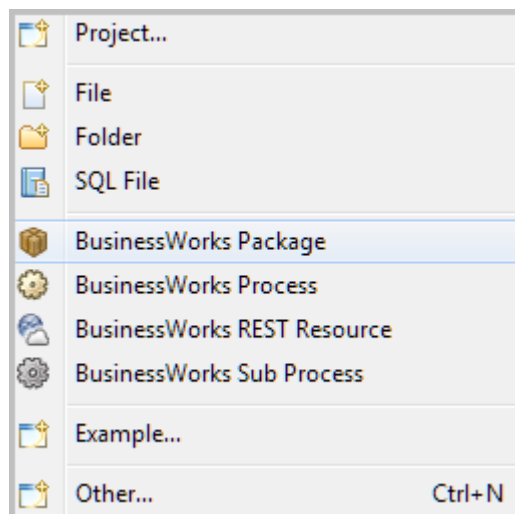 Project...
File
Folder
SQL File
BusinessWorks Package
BusinessWorks Process
BusinessWorks REST Resource
BusinessWorks Sub Process
Example...
Other... Ctrl+N